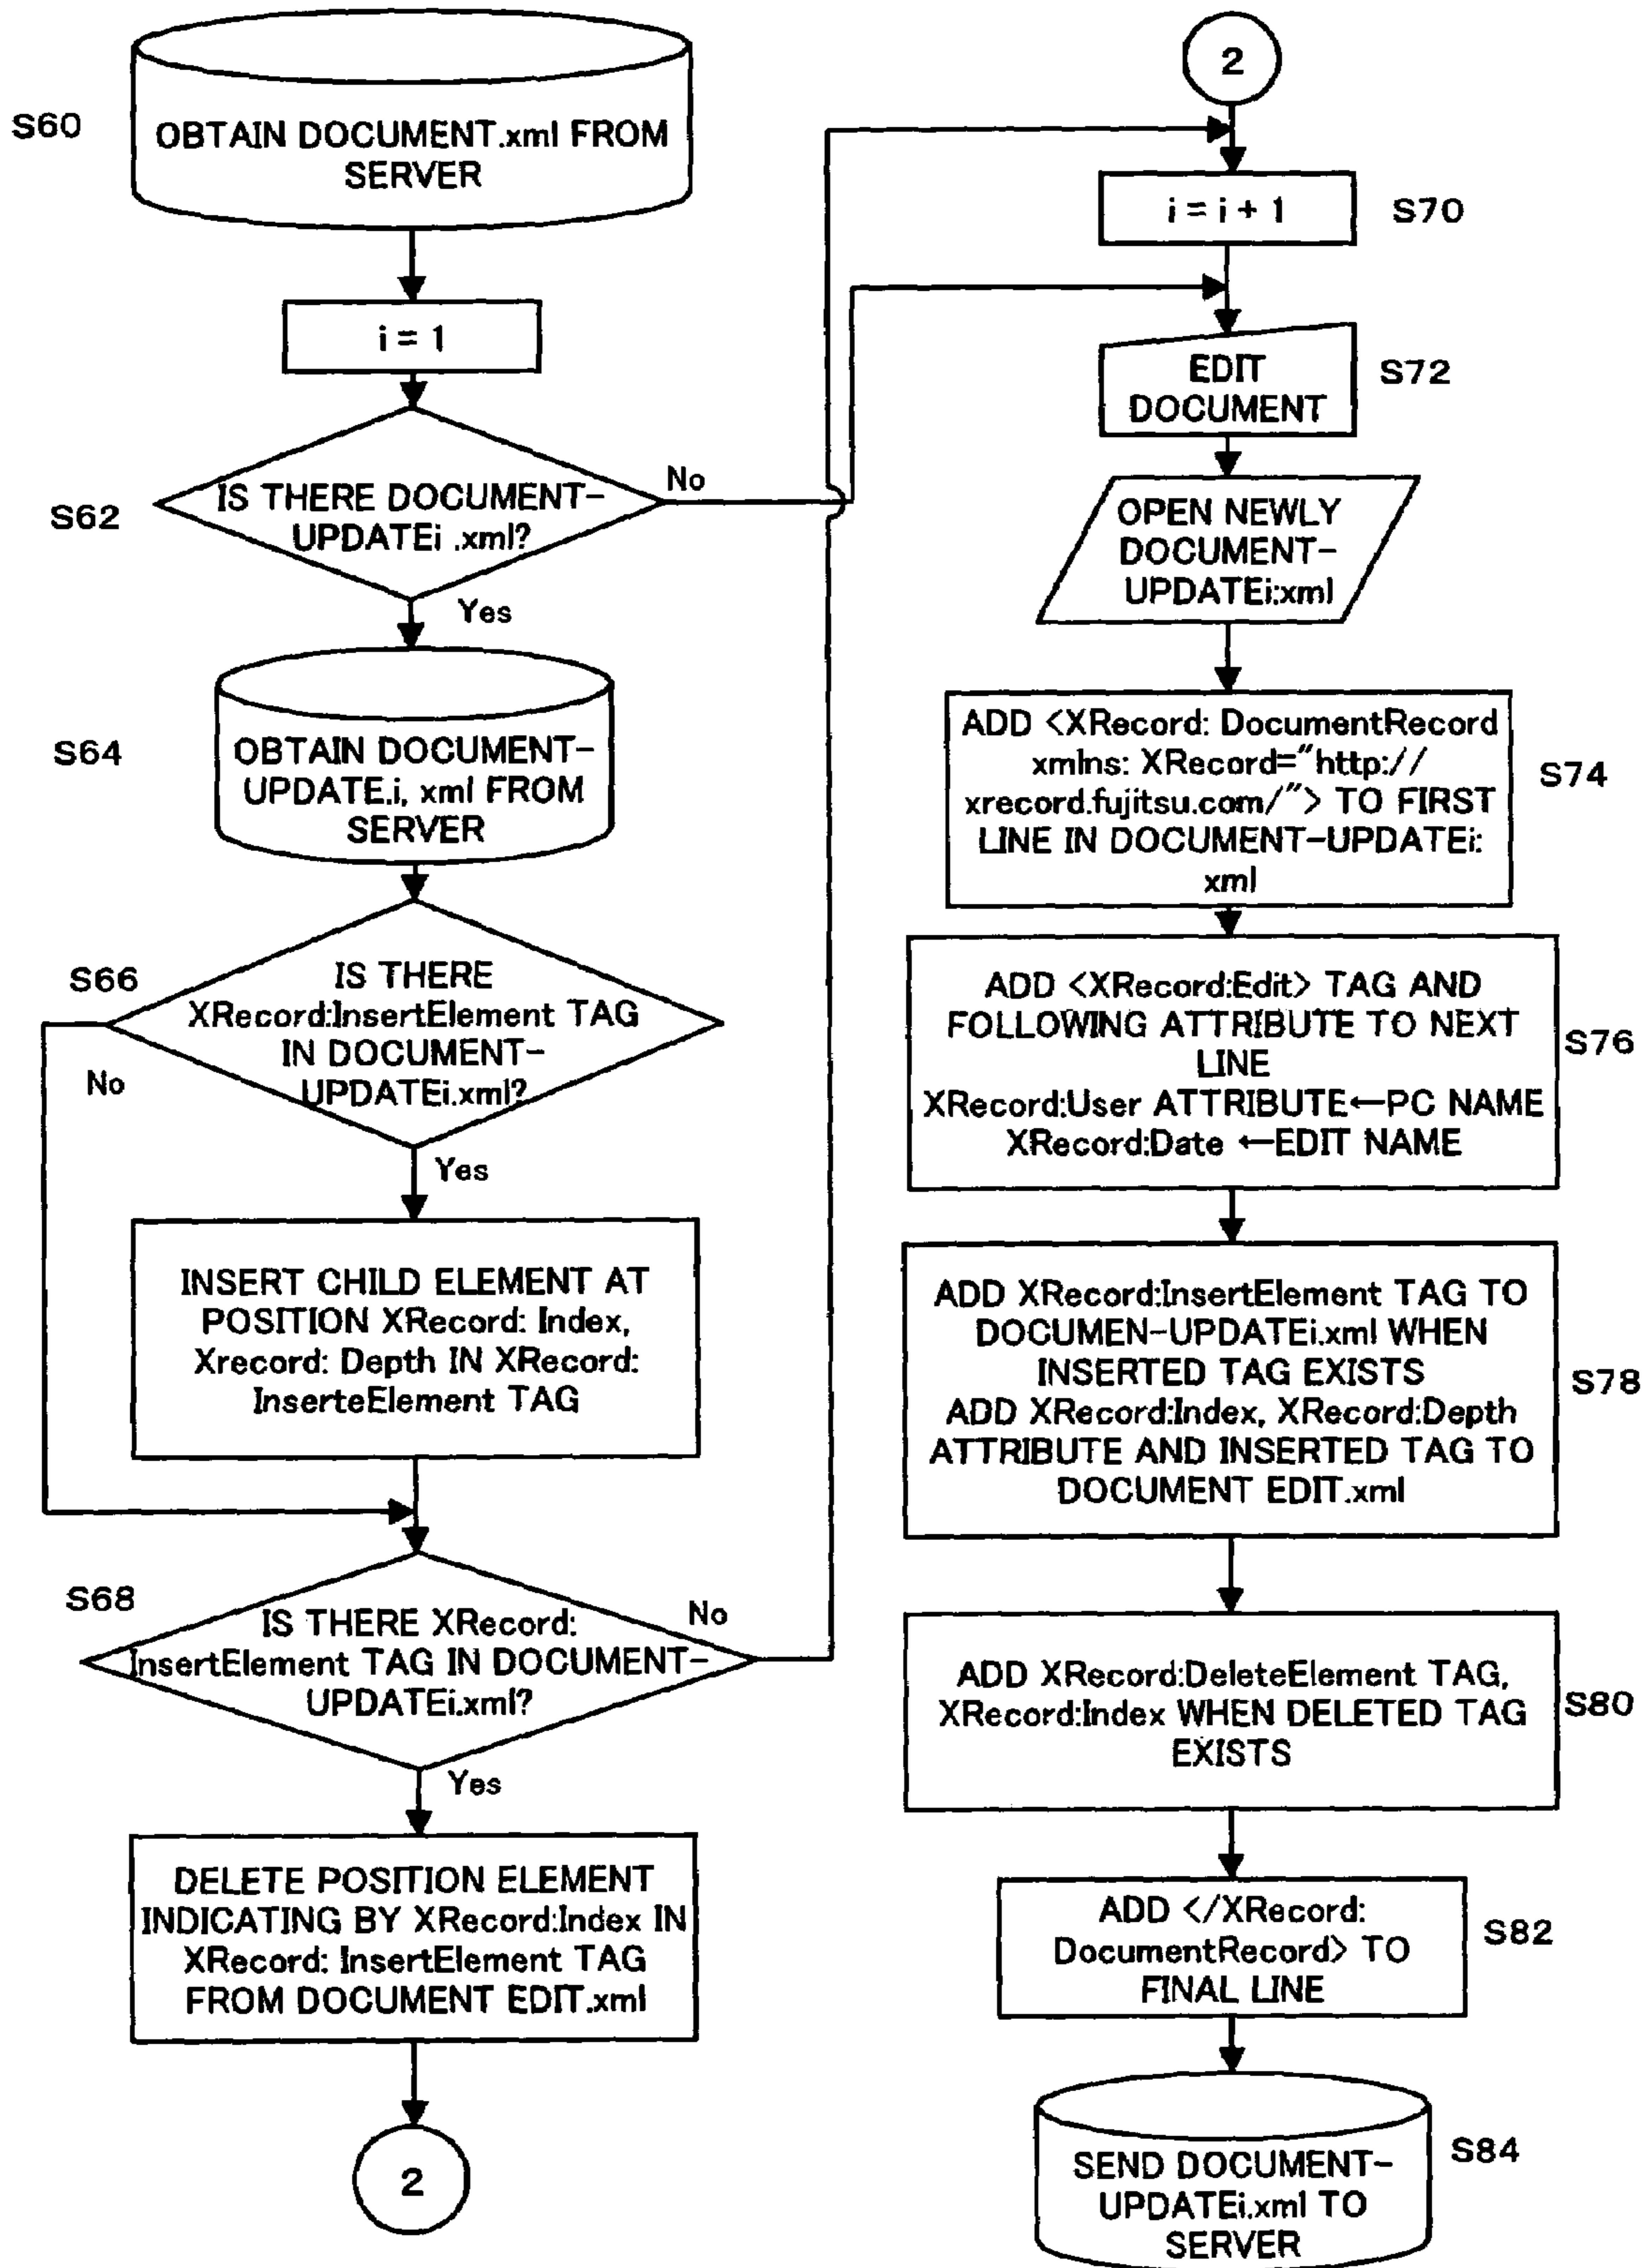 S60
OBTAIN DOCUMENT.xml FROM
SERVER
i = 1
S62
IS THERE DOCUMENT-
UPDATEi .xml?
No
Yes
S64
OBTAIN DOCUMENT-
UPDATE.i, xml FROM
SERVER
S66
IS THERE
XRecord:InsertElement TAG
IN DOCUMENT-
UPDATEi.xml?
No
Yes
INSERT CHILD ELEMENT AT
POSITION XRecord: Index,
Xrecord: Depth IN XRecord:
InserteElement TAG
S68
IS THERE XRecord:
InsertElement TAG IN DOCUMENT-
UPDATEi.xml?
No
Yes
DELETE POSITION ELEMENT
INDICATING BY XRecord:Index IN
XRecord: InsertElement TAG
FROM DOCUMENT EDIT.xml
2
2
i = i + 1
S70
EDIT
DOCUMENT
S72
OPEN NEWLY
DOCUMENT-
UPDATEi:xml
ADD <XRecord: DocumentRecord
xmlns: XRecord="http://
xrecord.fujitsu.com/"> TO FIRST
LINE IN DOCUMENT-UPDATEi:
xml
S74
ADD <XRecord:Edit> TAG AND
FOLLOWING ATTRIBUTE TO NEXT
LINE
XRecord:User ATTRIBUTE←PC NAME
XRecord:Date ←EDIT NAME
S76
ADD XRecord:InsertElement TAG TO
DOCUMEN-UPDATEi.xml WHEN
INSERTED TAG EXISTS
ADD XRecord:Index, XRecord:Depth
ATTRIBUTE AND INSERTED TAG TO
DOCUMENT EDIT.xml
S78
ADD XRecord:DeleteElement TAG,
XRecord:Index WHEN DELETED TAG
EXISTS
S80
ADD </XRecord:
DocumentRecord> TO
FINAL LINE
S82
SEND DOCUMENT-
UPDATEi.xml TO
SERVER
S84